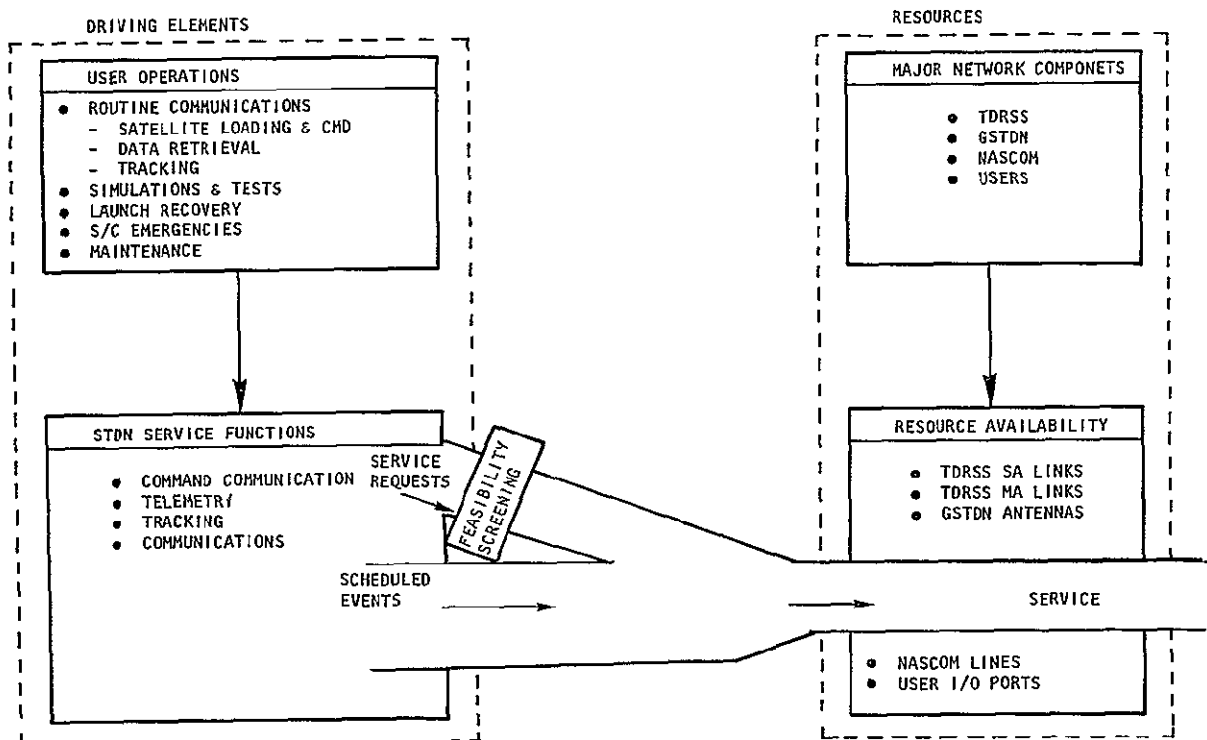 DRIVING ELEMENTS
USER OPERATIONS
● ROUTINE COMMUNICATIONS
- SATELLITE LOADING & CMD
- DATA RETRIEVAL
- TRACKING
● SIMULATIONS & TESTS
● LAUNCH RECOVERY
● S/C EMERGENCIES
● MAINTENANCE
STDN SERVICE FUNCTIONS
● COMMAND COMMUNICATION
● TELEMETRY
● TRACKING
● COMMUNICATIONS
SERVICE
REQUESTS
FEASIBILITY
SCREENING
SCHEDULED
EVENTS
RESOURCES
MAJOR NETWORK COMPONETS
● TDRSS
● GSTDN
● NASCOM
● USERS
RESOURCE AVAILABILITY
● TDRSS SA LINKS
● TDRSS MA LINKS
● GSTDN ANTENNAS
SERVICE
● NASCOM LINES
● USER I/O PORTS